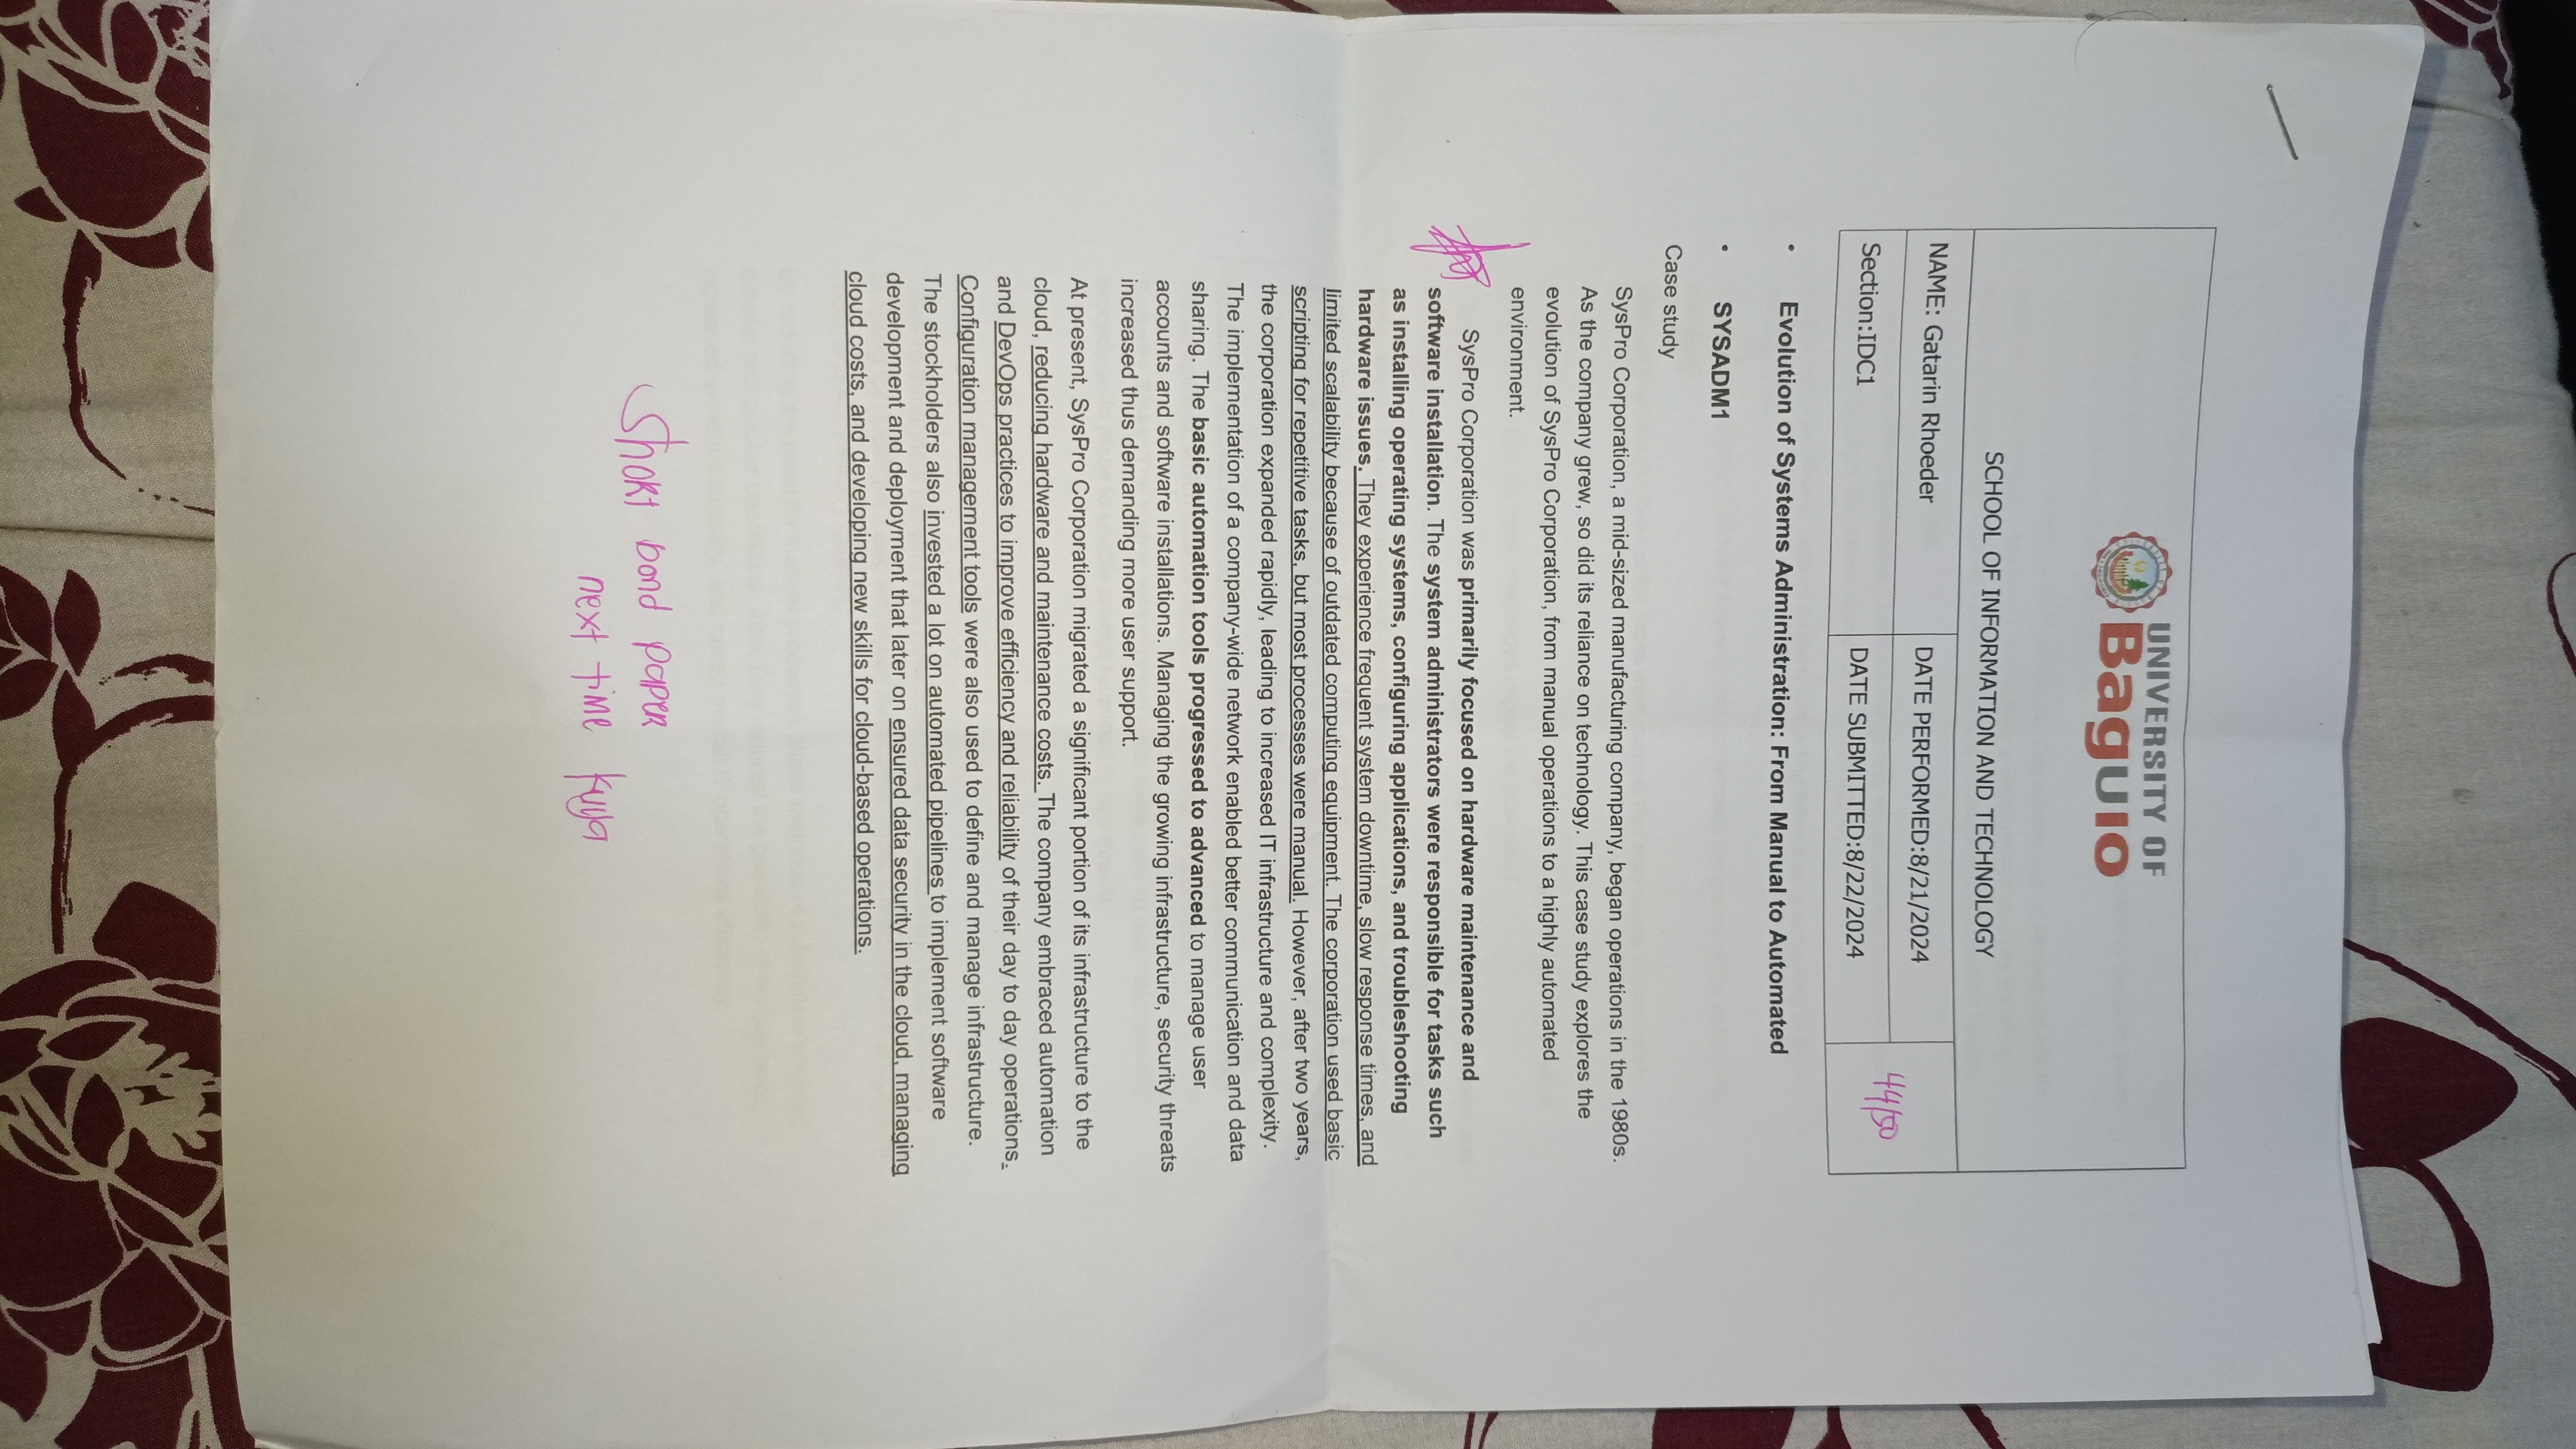 UNIVERSITY OF
Baguio
SCHOOL OF INFORMATION AND TECHNOLOGY
NAME: Gatarin Rhoeder
DATE PERFORMED:8/21/2024
44/50
Section:IDC1
DATE SUBMITTED:8/22/2024
• Evolution of Systems Administration: From Manual to Automated
• SYSADM1
Case study
SysPro Corporation, a mid-sized manufacturing company, began operations in the 1980s.
As the company grew, so did its reliance on technology. This case study explores the
evolution of SysPro Corporation, from manual operations to a highly automated
environment.
SysPro Corporation was primarily focused on hardware maintenance and
software installation. The system administrators were responsible for tasks such
as installing operating systems, configuring applications, and troubleshooting
hardware issues. They experience frequent system downtime, slow response times, and
limited scalability because of outdated computing equipment. The corporation used basic
scripting for repetitive tasks, but most processes were manual. However, after two years,
the corporation expanded rapidly, leading to increased IT infrastructure and complexity.
The implementation of a company-wide network enabled better communication and data
sharing. The basic automation tools progressed to advanced to manage user
accounts and software installations. Managing the growing infrastructure, security threats
increased thus demanding more user support.
At present, SysPro Corporation migrated a significant portion of its infrastructure to the
cloud, reducing hardware and maintenance costs. The company embraced automation
and DevOps practices to improve efficiency and reliability of their day to day operations.
Configuration management tools were also used to define and manage infrastructure.
The stockholders also invested a lot on automated pipelines to implement software
development and deployment that later on ensured data security in the cloud, managing
cloud costs, and developing new skills for cloud-based operations.
Short bond paper
next time kuya